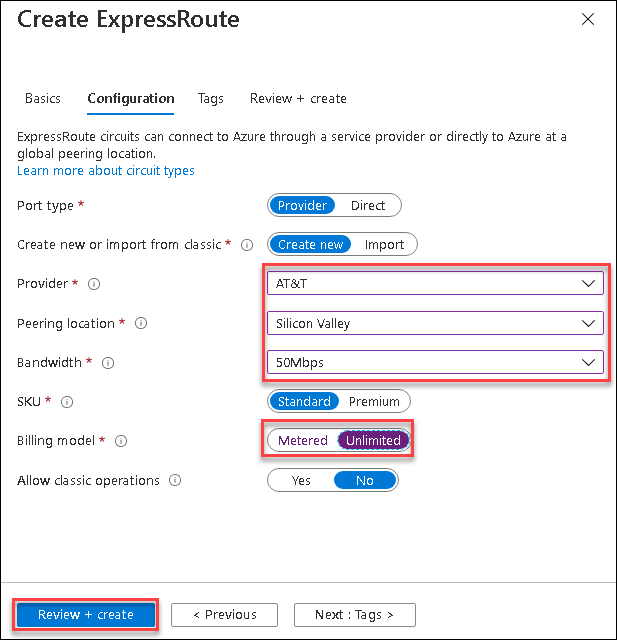 Create ExpressRoute
Basics Configuration Tags Review + create
ExpressRoute circuits can connect to Azure through a service provider or directly to Azure at a
global peering location.
Learn more about circuit types
Port type * Provider Direct
Create new or import from classic * Create new Import
Provider * AT&T
Peering location * Silicon Valley
Bandwidth * 50Mbps
SKU * Standard Premium
Billing model * Metered Unlimited
Allow classic operations Yes No
Review + create < Previous Next : Tags >